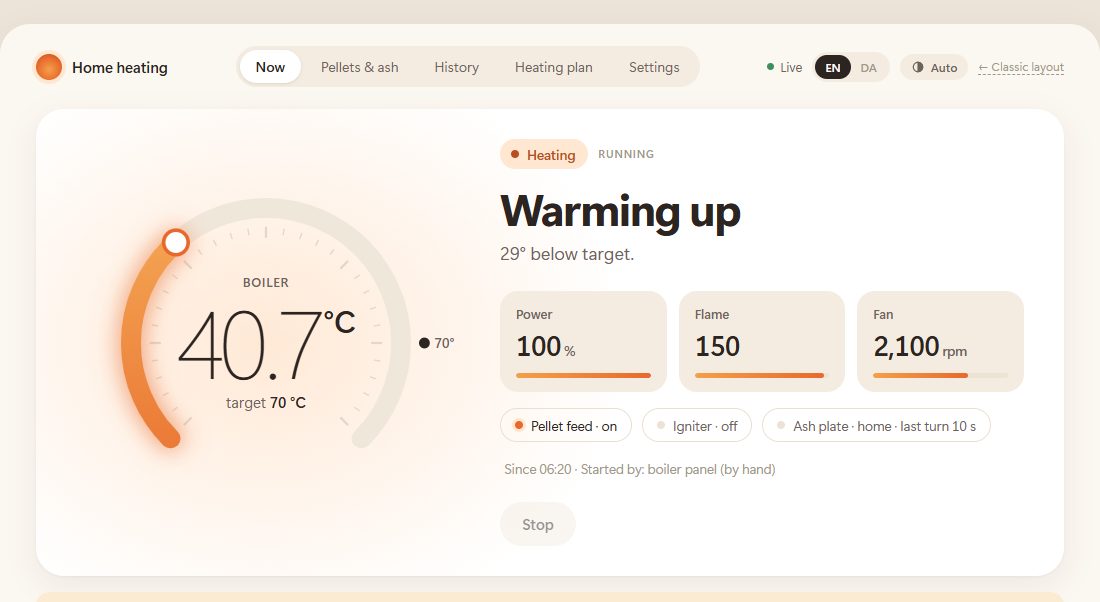 Home heating
Now
Pellets & ash
History
Heating plan
Settings
Live
EN
DA
Auto
← Classic layout
Heating
RUNNING
Warming up
29° below target.
BOILER
40.7°C
target 70 °C
70°
Power
100 %
Flame
150
Fan
2,100 rpm
Pellet feed · on
Igniter · off
Ash plate · home · last turn 10 s
Since 06:20 · Started by: boiler panel (by hand)
Stop